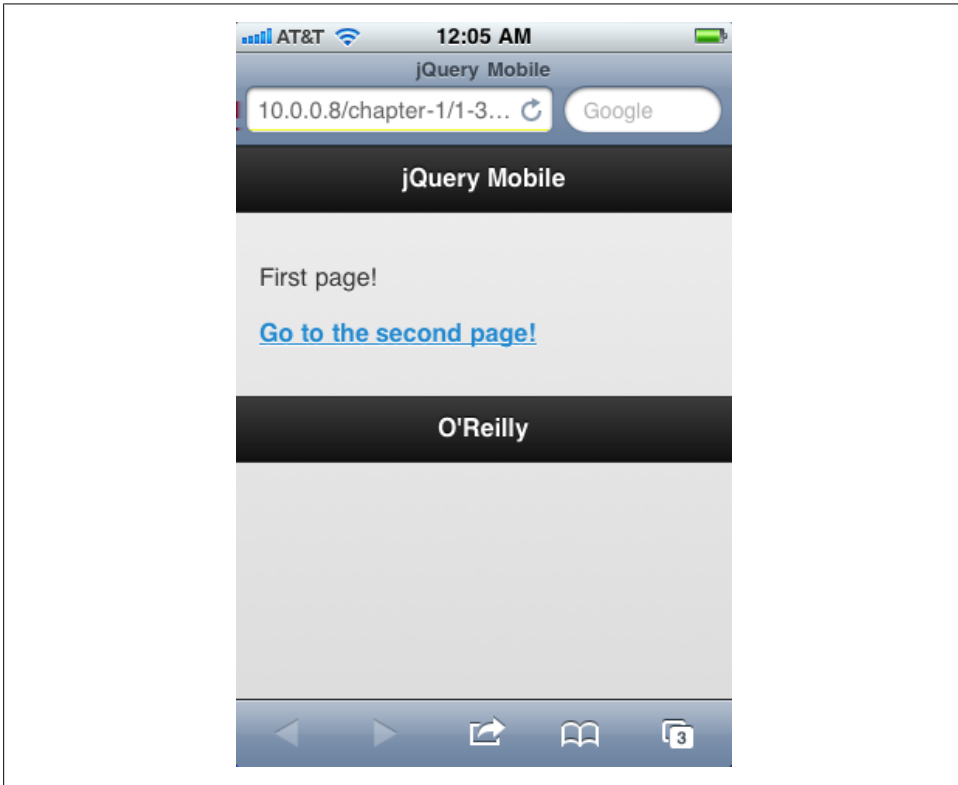 AT&T 12:05 AM
jQuery Mobile
10.0.0.8/chapter-1/1-3... Google
jQuery Mobile
First page!
Go to the second page!
O'Reilly
3